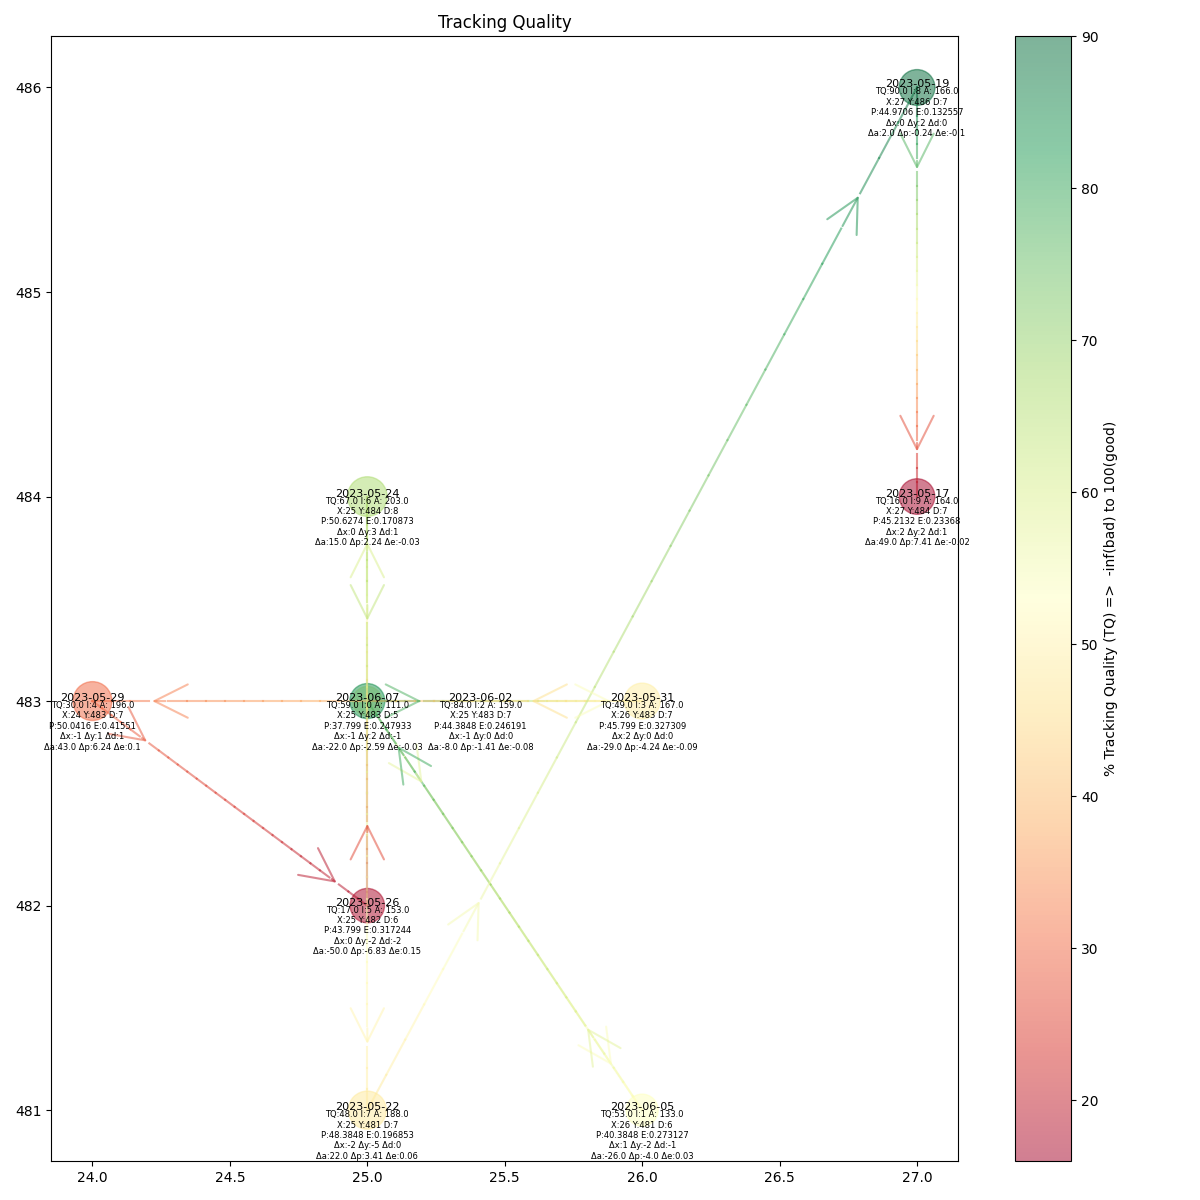 Tracking Quality
2023-05-19
TQ:90.0 I:8 A: 166.0
X:27 Y:486 D:7
P:44.9706 E:0.132557
Δx:0 Δy:2 Δd:0
Δa:2.0 Δp:-0.24 Δe:-0.1
2023-05-24
TQ:67.0 I:6 A: 203.0
X:25 Y:484 D:8
P:50.6274 E:0.170873
Δx:0 Δy:3 Δd:1
Δa:15.0 Δp:2.24 Δe:-0.03
2023-05-17
TQ:16.0 I:9 A: 164.0
X:27 Y:484 D:7
P:45.2132 E:0.23368
Δx:2 Δy:2 Δd:1
Δa:49.0 Δp:7.41 Δe:-0.02
2023-05-29
TQ:30.0 I:4 A: 196.0
X:24 Y:483 D:7
P:50.0416 E:0.41551
Δx:-1 Δy:1 Δd:1
Δa:43.0 Δp:6.24 Δe:0.1
2023-06-07
TQ:59.0 I:0 A: 111.0
X:25 Y:483 D:5
P:37.799 E:0.247933
Δx:-1 Δy:2 Δd:-1
Δa:-22.0 Δp:-2.59 Δe:-0.03
2023-06-02
TQ:84.0 I:2 A: 159.0
X:25 Y:483 D:7
P:44.3848 E:0.246191
Δx:-1 Δy:0 Δd:0
Δa:-8.0 Δp:-1.41 Δe:-0.08
2023-05-31
TQ:49.0 I:3 A: 167.0
X:26 Y:483 D:7
P:45.799 E:0.327309
Δx:2 Δy:0 Δd:0
Δa:-29.0 Δp:-4.24 Δe:-0.09
2023-05-26
TQ:17.0 I:5 A: 153.0
X:25 Y:482 D:6
P:43.799 E:0.317244
Δx:0 Δy:-2 Δd:-2
Δa:-50.0 Δp:-6.83 Δe:0.15
2023-05-22
TQ:48.0 I:7 A: 188.0
X:25 Y:481 D:7
P:48.3848 E:0.196853
Δx:-2 Δy:-5 Δd:0
Δa:22.0 Δp:3.41 Δe:0.06
2023-06-05
TQ:53.0 I:1 A: 133.0
X:26 Y:481 D:6
P:40.3848 E:0.273127
Δx:1 Δy:-2 Δd:-1
Δa:-26.0 Δp:-4.0 Δe:0.03
486
485
484
483
482
481
24.0 24.5 25.0 25.5 26.0 26.5 27.0
90
80
70
60
50
40
30
20
% Tracking Quality (TQ) =>  -inf(bad) to 100(good)